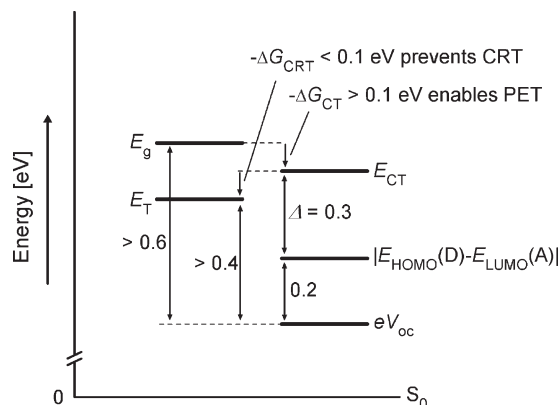 -ΔG_CRT < 0.1 eV prevents CRT
-ΔG_CT > 0.1 eV enables PET
E_g
E_CT
E_T
Δ = 0.3
> 0.6
> 0.4
|E_HOMO(D)-E_LUMO(A)|
0.2
eV_oc
Energy [eV]
0
S_0